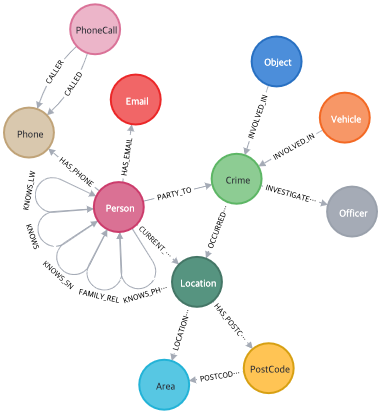 PhoneCall
CALLER
CALLED
Object
Email
Vehicle
Phone
INVOLVED_IN
INVOLVED_IN
HAS_PHONE
HAS_EMAIL
KNOWS_LW
Crime
PARTY_TO
INVESTIGATE···
Person
Officer
KNOWS
CURRENT_···
OCCURRED···
KNOWS_SN
FAMILY_REL
KNOWS_PH···
Location
LOCATION···
HAS_POSTC···
PostCode
POSTCOD···
Area